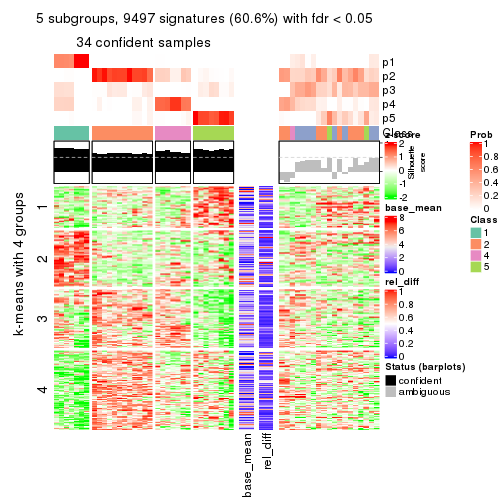 5 subgroups, 9497 signatures (60.6%) with fdr < 0.05
34 confident samples
p1
p2
p3
p4
p5
Class
z-score
2
1
0
-1
-2
Silhouette
score
k-means with 4 groups
1
2
3
4
base_mean
rel_diff
base_mean
8
6
4
2
0
rel_diff
1
0.8
0.6
0.4
0.2
0
Status (barplots)
confident
ambiguous
Prob
1
0.8
0.6
0.4
0.2
0
Class
1
2
4
5